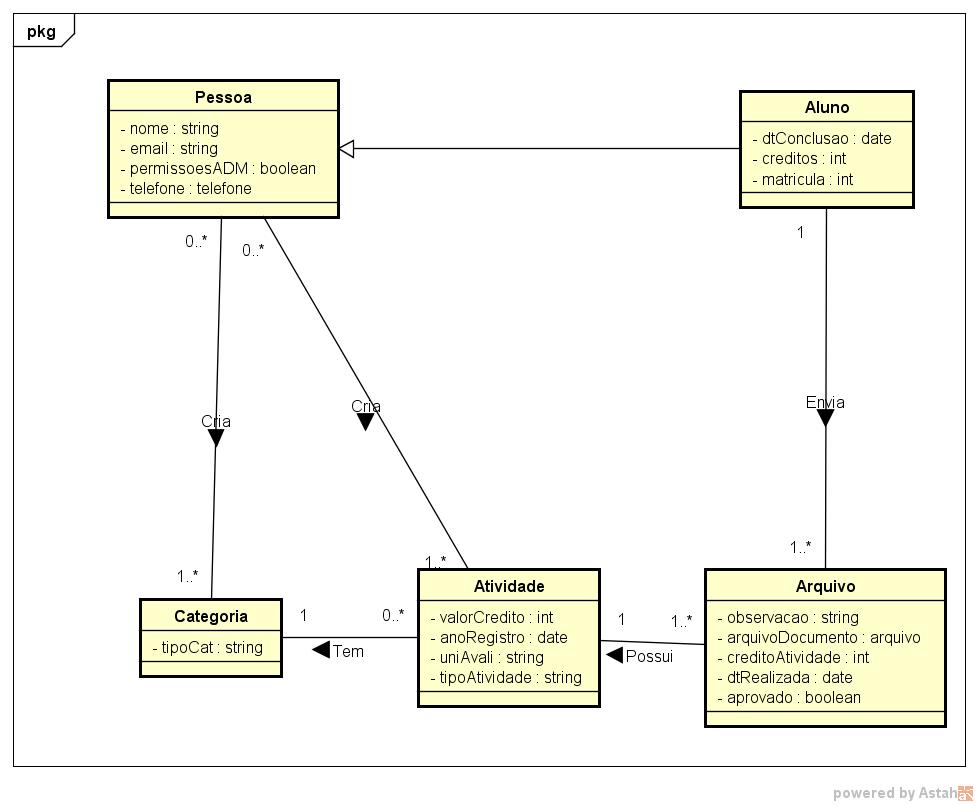 pkg
Pessoa
- nome : string
- email : string
- permissoesADM : boolean
- telefone : telefone
Aluno
- dtConclusao : date
- creditos : int
- matricula : int
0..*
0..*
1
Cria
Cria
Envia
1..*
1..*
1..*
Categoria
- tipoCat : string
1
0..*
Tem
Atividade
- valorCredito : int
- anoRegistro : date
- uniAvali : string
- tipoAtividade : string
1
1..*
Possui
Arquivo
- observacao : string
- arquivoDocumento : arquivo
- creditoAtividade : int
- dtRealizada : date
- aprovado : boolean
powered by Astah